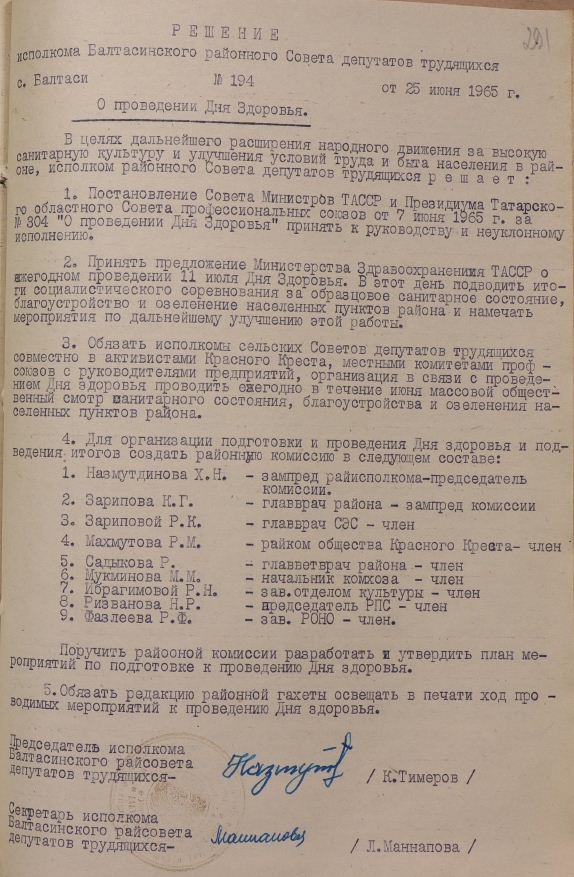 291
РЕШЕНИЕ
исполкома Балтасинского районного Совета депутатов трудящихся
с. Балтаси № 194 от 25 июня 1965 г.
О проведении Дня Здоровья.
В целях дальнейшего расширения народного движения за высокую
санитарную культуру и улучшения условий труда и быта населения в рай-
оне, исполком районного Совета депутатов трудящихся р е ш а е т :
1. Постановление Совета Министров ТАССР и Президиума Татарско-
го областного Совета профессиональных союзов от 7 июня 1965 г. за
№ 304 "О проведении Дня Здоровья" принять к руководству и неуклонному
исполнению.
2. Принять предложение Министерства Здравоохранения ТАССР о
ежегодном проведений 11 июля Дня Здоровья. В этот день подводить ито-
ги социалистического соревнования за образцовое санитарное состояние,
благоустройство и озеленение населенных пунктов района и намечать
мероприятия по дальнейшему улучшению этой работы.
3. Обязать исполкомы сельских Советов депутатов трудящихся
совместно в активистами Красного Креста, местными комитетами проф -
союзов с руководителями предприятий, организация в связи с проведе-
нием Дня здоровья проводить ежегодно в течение июня массовой общест-
венный смотр санитарного состояния, благоустройства и озеленения на-
селенных пунктов района.
4. Для организации подготовки и проведения Дня здоровья и под-
ведения итогов создать районную комиссию в следующем составе:
1. Назмутдинова Х.Н. - зампред райисполкома-председатель
комиссии.
2. Зарипова К.Г. - главврач района - зампред комиссии
3. Зариповой Р.К. - главврач СЭС - член
4. Махмутова Р.М. - райком общества Красного Креста- член
5. Садыкова Р. - главветврач района - член
6. Мукминова М.М. - начальник комхоза - член
7. Ибрагимовой Р.Н. - зав.отделом культуры - член
8. Ризванова Н.Р. - председатель РПС - член
9. Фазлеева Р.Ф. - зав. РОНО - член.
Поручить райооной комиссии разработать и утвердить план ме-
роприятий по подготовке к проведению Дня здоровья.
5.Обязать редакцию районной гахеты освещать в печати ход про -
водимых мероприятий к проведению Дня здоровья.
Председатель исполкома
Балтасинского райсовета
депутатов трудящихся- / К.Тимеров /
Секретарь исполкома
Балтасинского райсовета
депутатов трудящихся- Маннапова / Л.Маннапова /